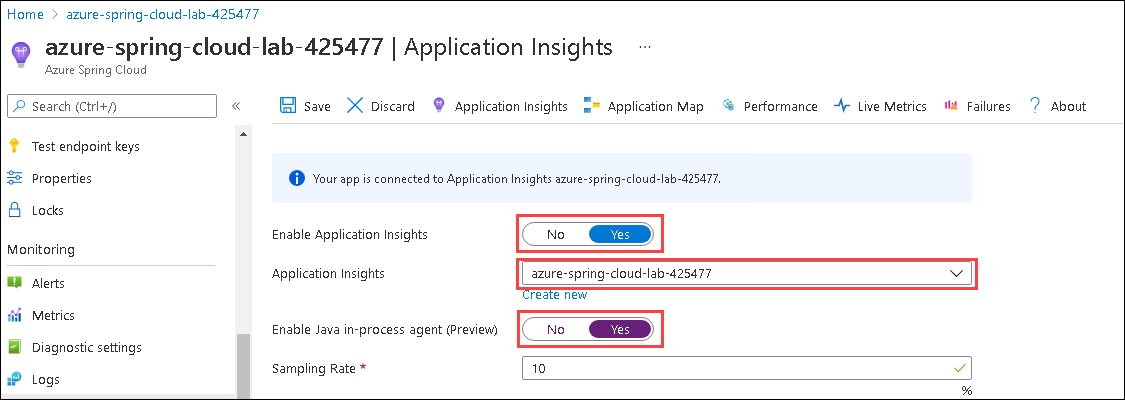 Home > azure-spring-cloud-lab-425477
azure-spring-cloud-lab-425477 | Application Insights ...
Azure Spring Cloud
Search (Ctrl+/) «
Save Discard Application Insights Application Map Performance Live Metrics Failures ? About
Test endpoint keys
Properties
Locks
Monitoring
Alerts
Metrics
Diagnostic settings
Logs
Your app is connected to Application Insights azure-spring-cloud-lab-425477.
Enable Application Insights No Yes
Application Insights azure-spring-cloud-lab-425477
Create new
Enable Java in-process agent (Preview) No Yes
Sampling Rate * 10
%